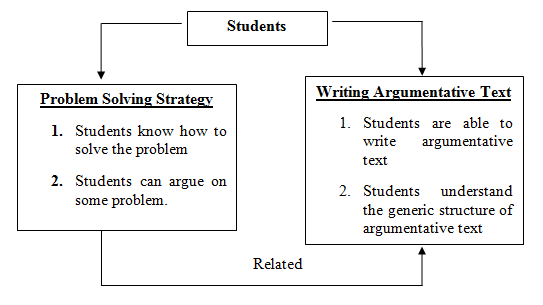 Students
Problem Solving Strategy
1. Students know how to
solve the problem
2. Students can argue on
some problem.
Writing Argumentative Text
1. Students are able to
write argumentative
text
2. Students understand
the generic structure of
argumentative text
Related